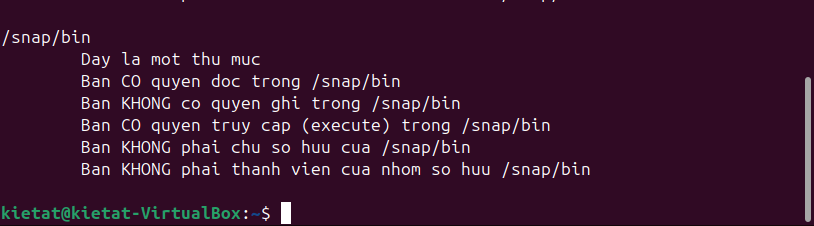 /snap/bin
Day la mot thu muc
Ban CO quyen doc trong /snap/bin
Ban KHONG co quyen ghi trong /snap/bin
Ban CO quyen truy cap (execute) trong /snap/bin
Ban KHONG phai chu so huu cua /snap/bin
Ban KHONG phai thanh vien cua nhom so huu /snap/bin
kietat@kietat-VirtualBox:~$